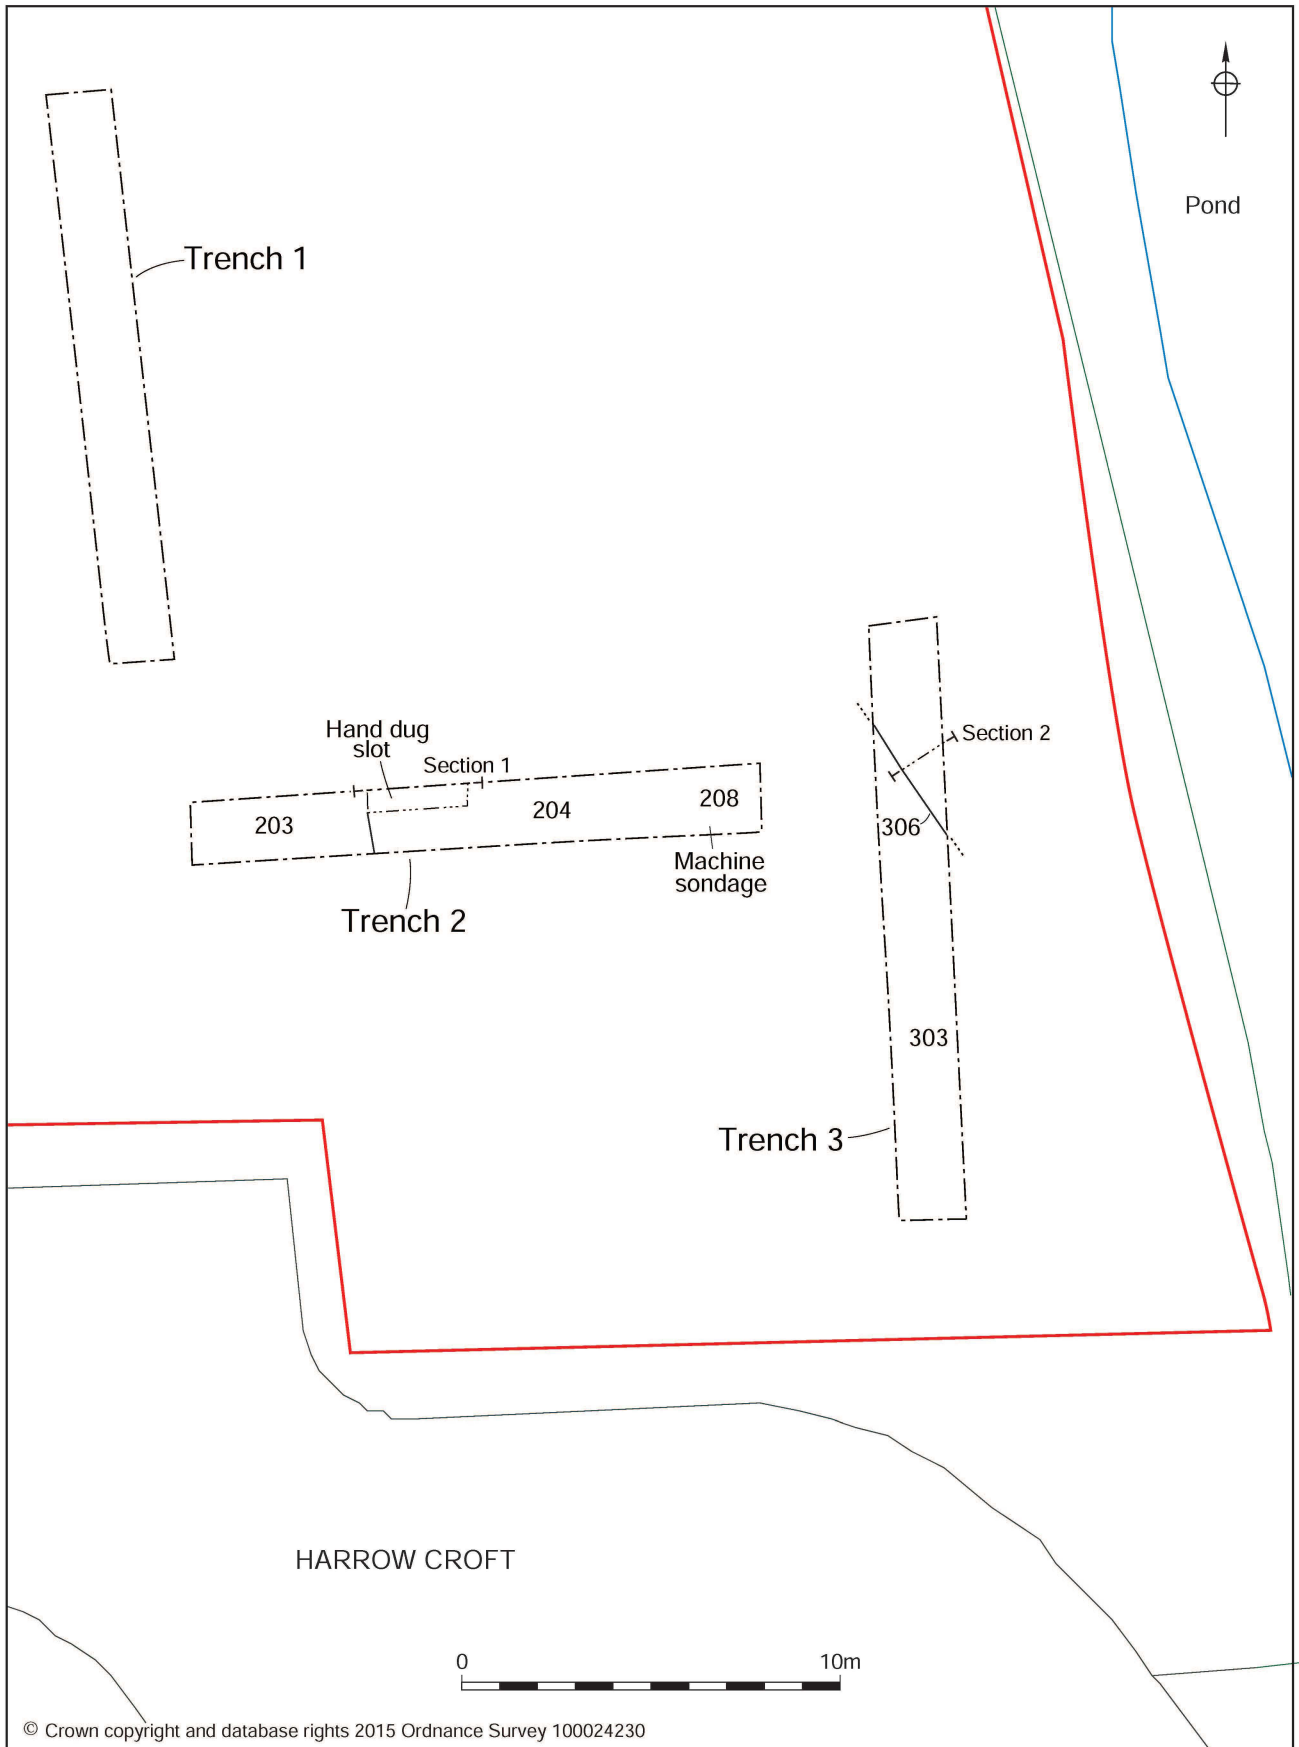 Pond
Trench 1
Hand dug
slot
Section 1
Section 2
203
204
208
306
Machine
sondage
Trench 2
303
Trench 3
HARROW CROFT
0 10m
© Crown copyright and database rights 2015 Ordnance Survey 100024230